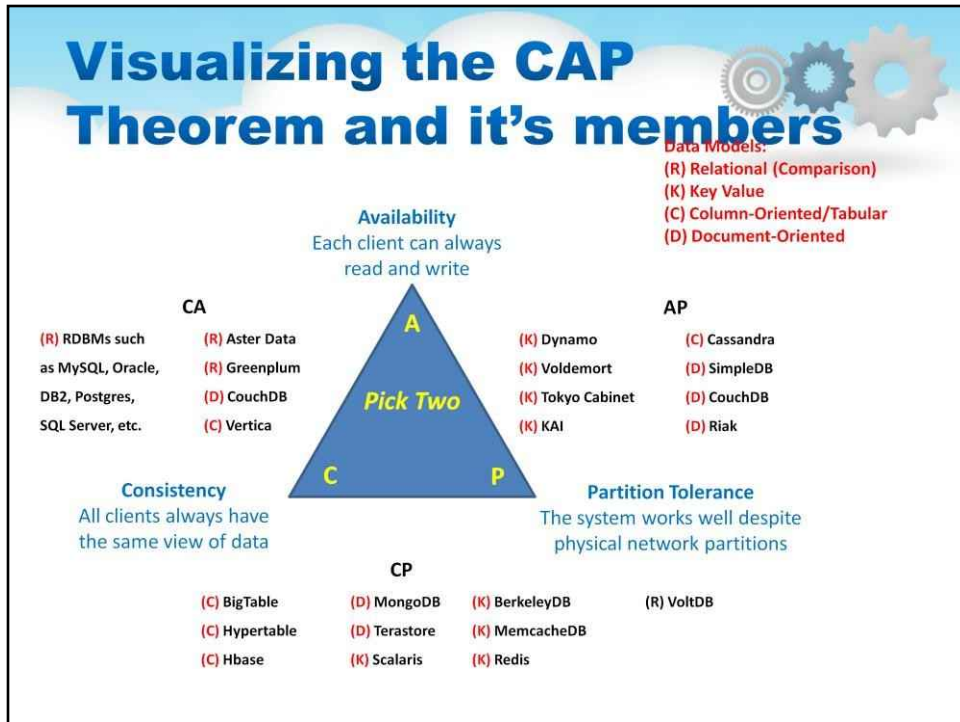 Visualizing the CAP
Theorem and it's members
Data Models:
(R) Relational (Comparison)
(K) Key Value
(C) Column-Oriented/Tabular
(D) Document-Oriented
Availability
Each client can always
read and write
CA
(R) RDBMs such
as MySQL, Oracle,
DB2, Postgres,
SQL Server, etc.
(R) Aster Data
(R) Greenplum
(D) CouchDB
(C) Vertica
A
Pick Two
C
P
AP
(K) Dynamo
(K) Voldemort
(K) Tokyo Cabinet
(K) KAI
(C) Cassandra
(D) SimpleDB
(D) CouchDB
(D) Riak
Consistency
All clients always have
the same view of data
Partition Tolerance
The system works well despite
physical network partitions
CP
(C) BigTable
(C) Hypertable
(C) Hbase
(D) MongoDB
(D) Terastore
(K) Scalaris
(K) BerkeleyDB
(K) MemcacheDB
(K) Redis
(R) VoltDB